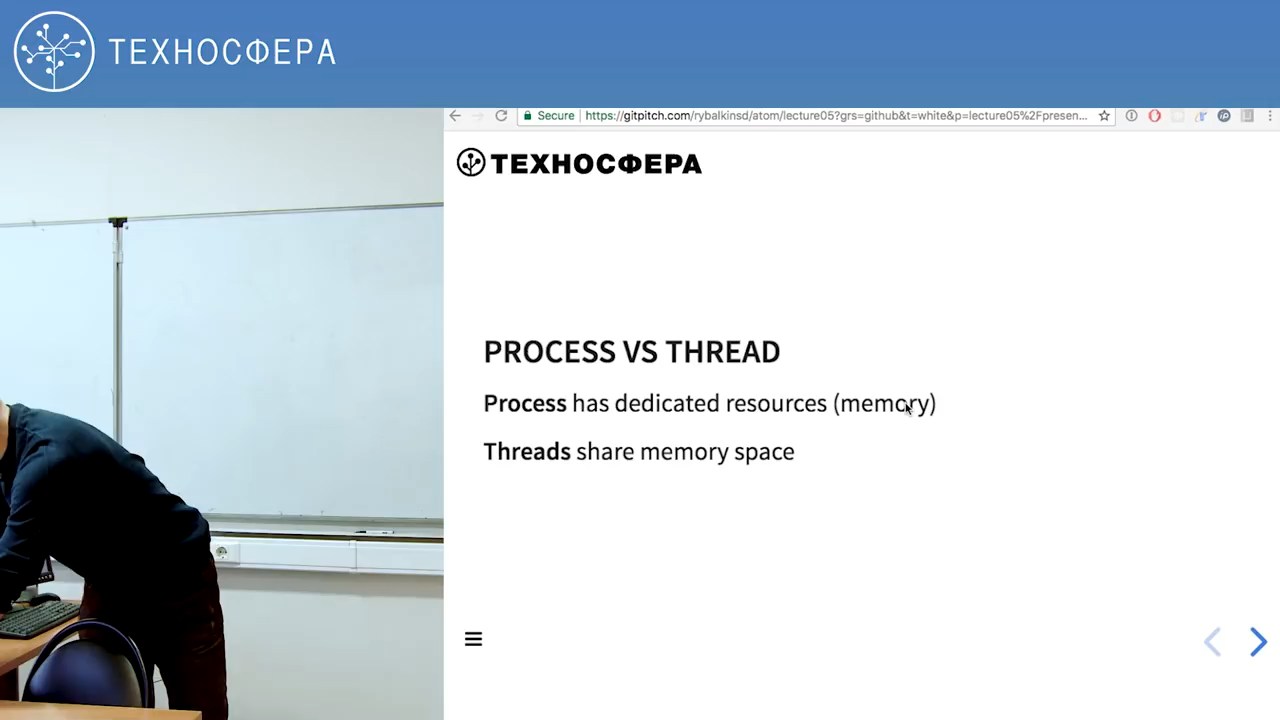 ТЕХНОСФЕРА
Secure https://gitpitch.com/rybalkinsd/atom/lecture05?grs=github&t=white&p=lecture05%2Fpresen...
ТЕХНОСФЕРА
PROCESS VS THREAD
Process has dedicated resources (memory)
Threads share memory space